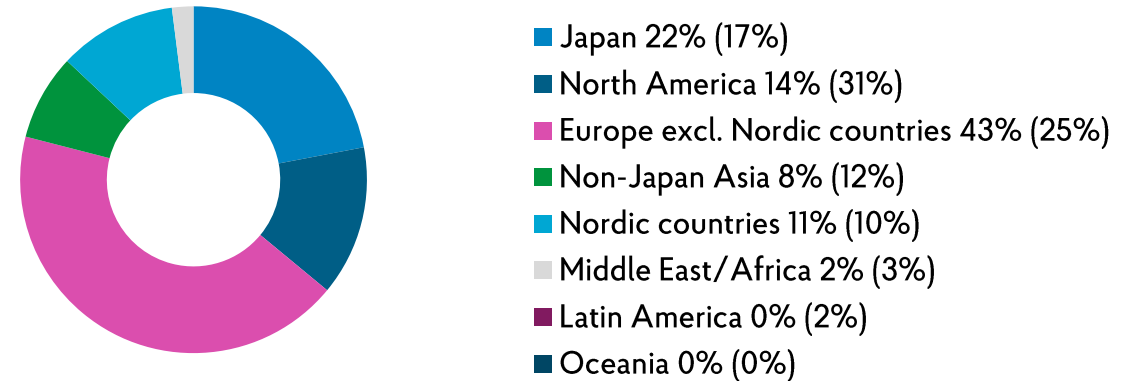 Japan 22% (17%)
North America 14% (31%)
Europe excl. Nordic countries 43% (25%)
Non-Japan Asia 8% (12%)
Nordic countries 11% (10%)
Middle East/Africa 2% (3%)
Latin America 0% (2%)
Oceania 0% (0%)